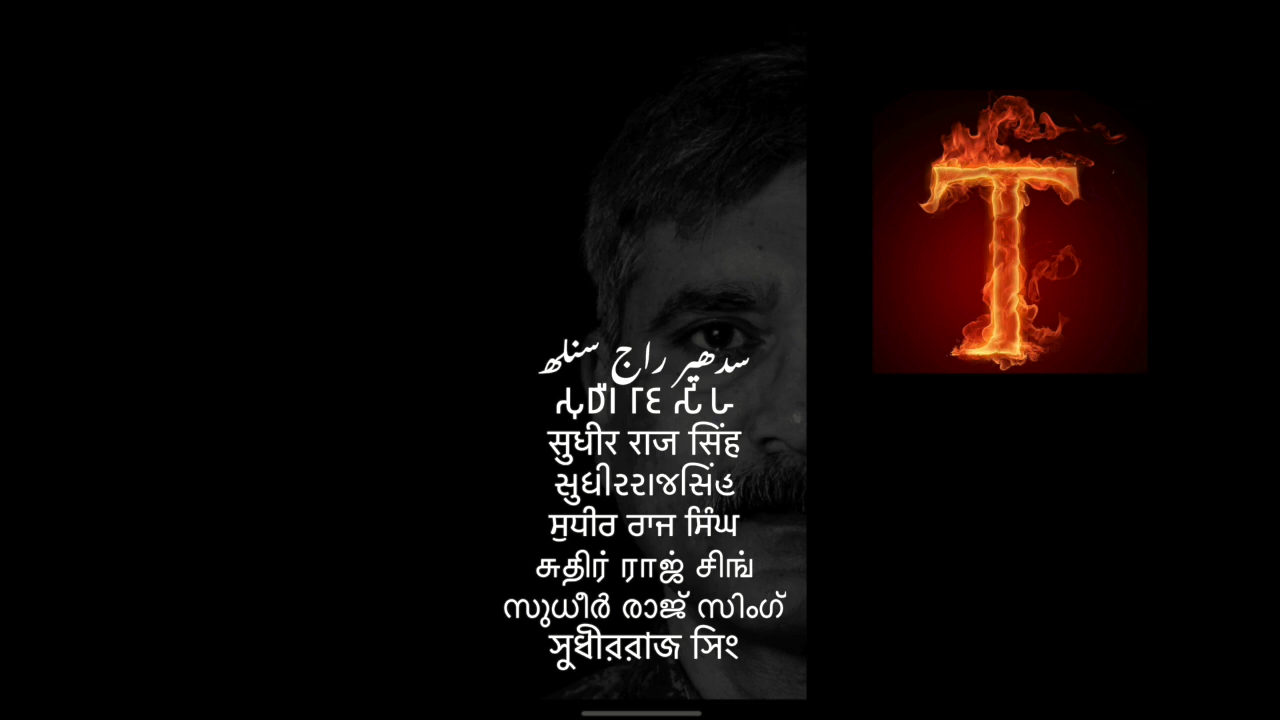 سدھیر راج سنگھ
सुधीर राज सिंह
સુધીરરાજસિંહ
ਸੁਧੀਰ ਰਾਜ ਸਿੰਘ
சுதிர் ராஜ் சிங்
സുധീർ രാജ് സിംഗ്
সুধীররাজ সিং
T